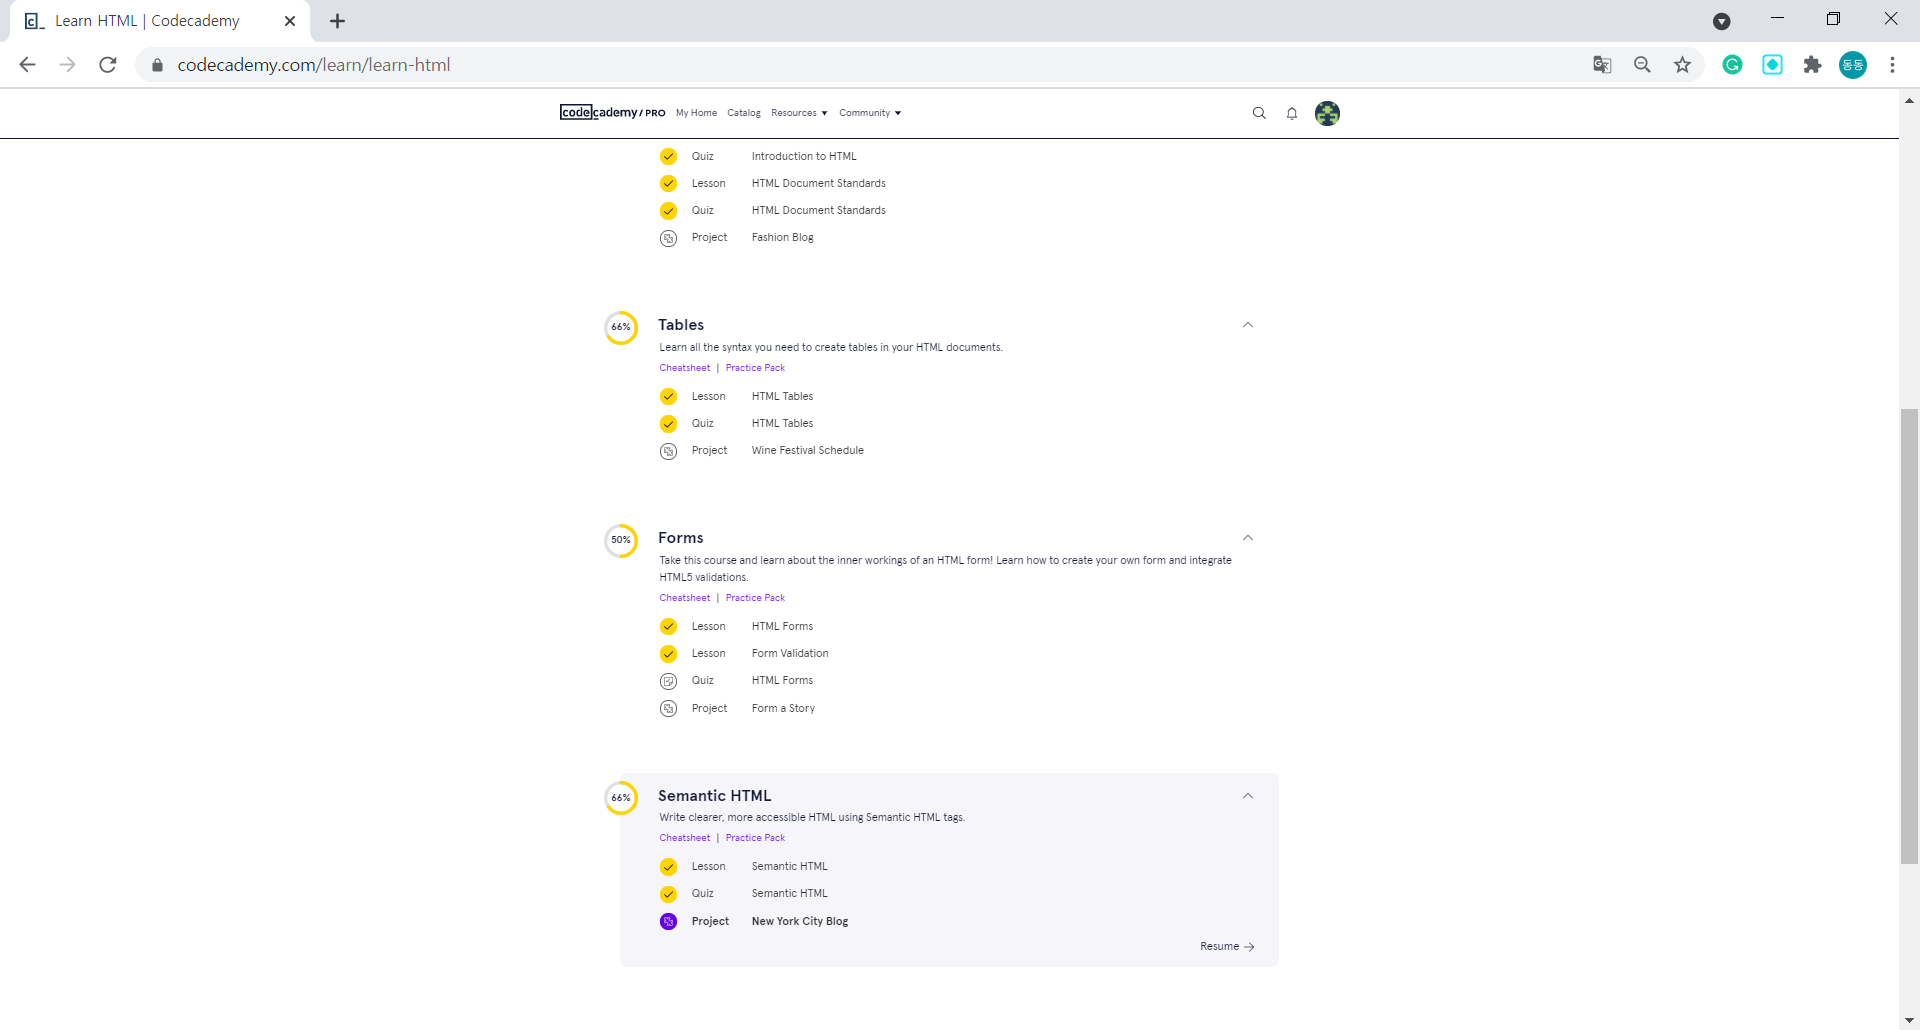 Learn HTML | Codecademy
codecademy.com/learn/learn-html
동동
codecademy / PRO My Home Catalog Resources Community
Quiz Introduction to HTML
Lesson HTML Document Standards
Quiz HTML Document Standards
Project Fashion Blog
66% Tables
Learn all the syntax you need to create tables in your HTML documents.
Cheatsheet | Practice Pack
Lesson HTML Tables
Quiz HTML Tables
Project Wine Festival Schedule
50% Forms
Take this course and learn about the inner workings of an HTML form! Learn how to create your own form and integrate
HTML5 validations.
Cheatsheet | Practice Pack
Lesson HTML Forms
Lesson Form Validation
Quiz HTML Forms
Project Form a Story
66% Semantic HTML
Write clearer, more accessible HTML using Semantic HTML tags.
Cheatsheet | Practice Pack
Lesson Semantic HTML
Quiz Semantic HTML
Project New York City Blog
Resume